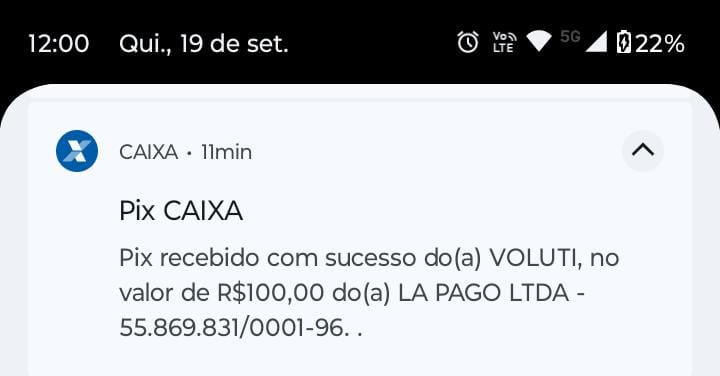 12:00 Qui., 19 de set. Vo LTE 5G 22%
CAIXA • 11min
Pix CAIXA
Pix recebido com sucesso do(a) VOLUTI, no
valor de R$100,00 do(a) LA PAGO LTDA -
55.869.831/0001-96. .